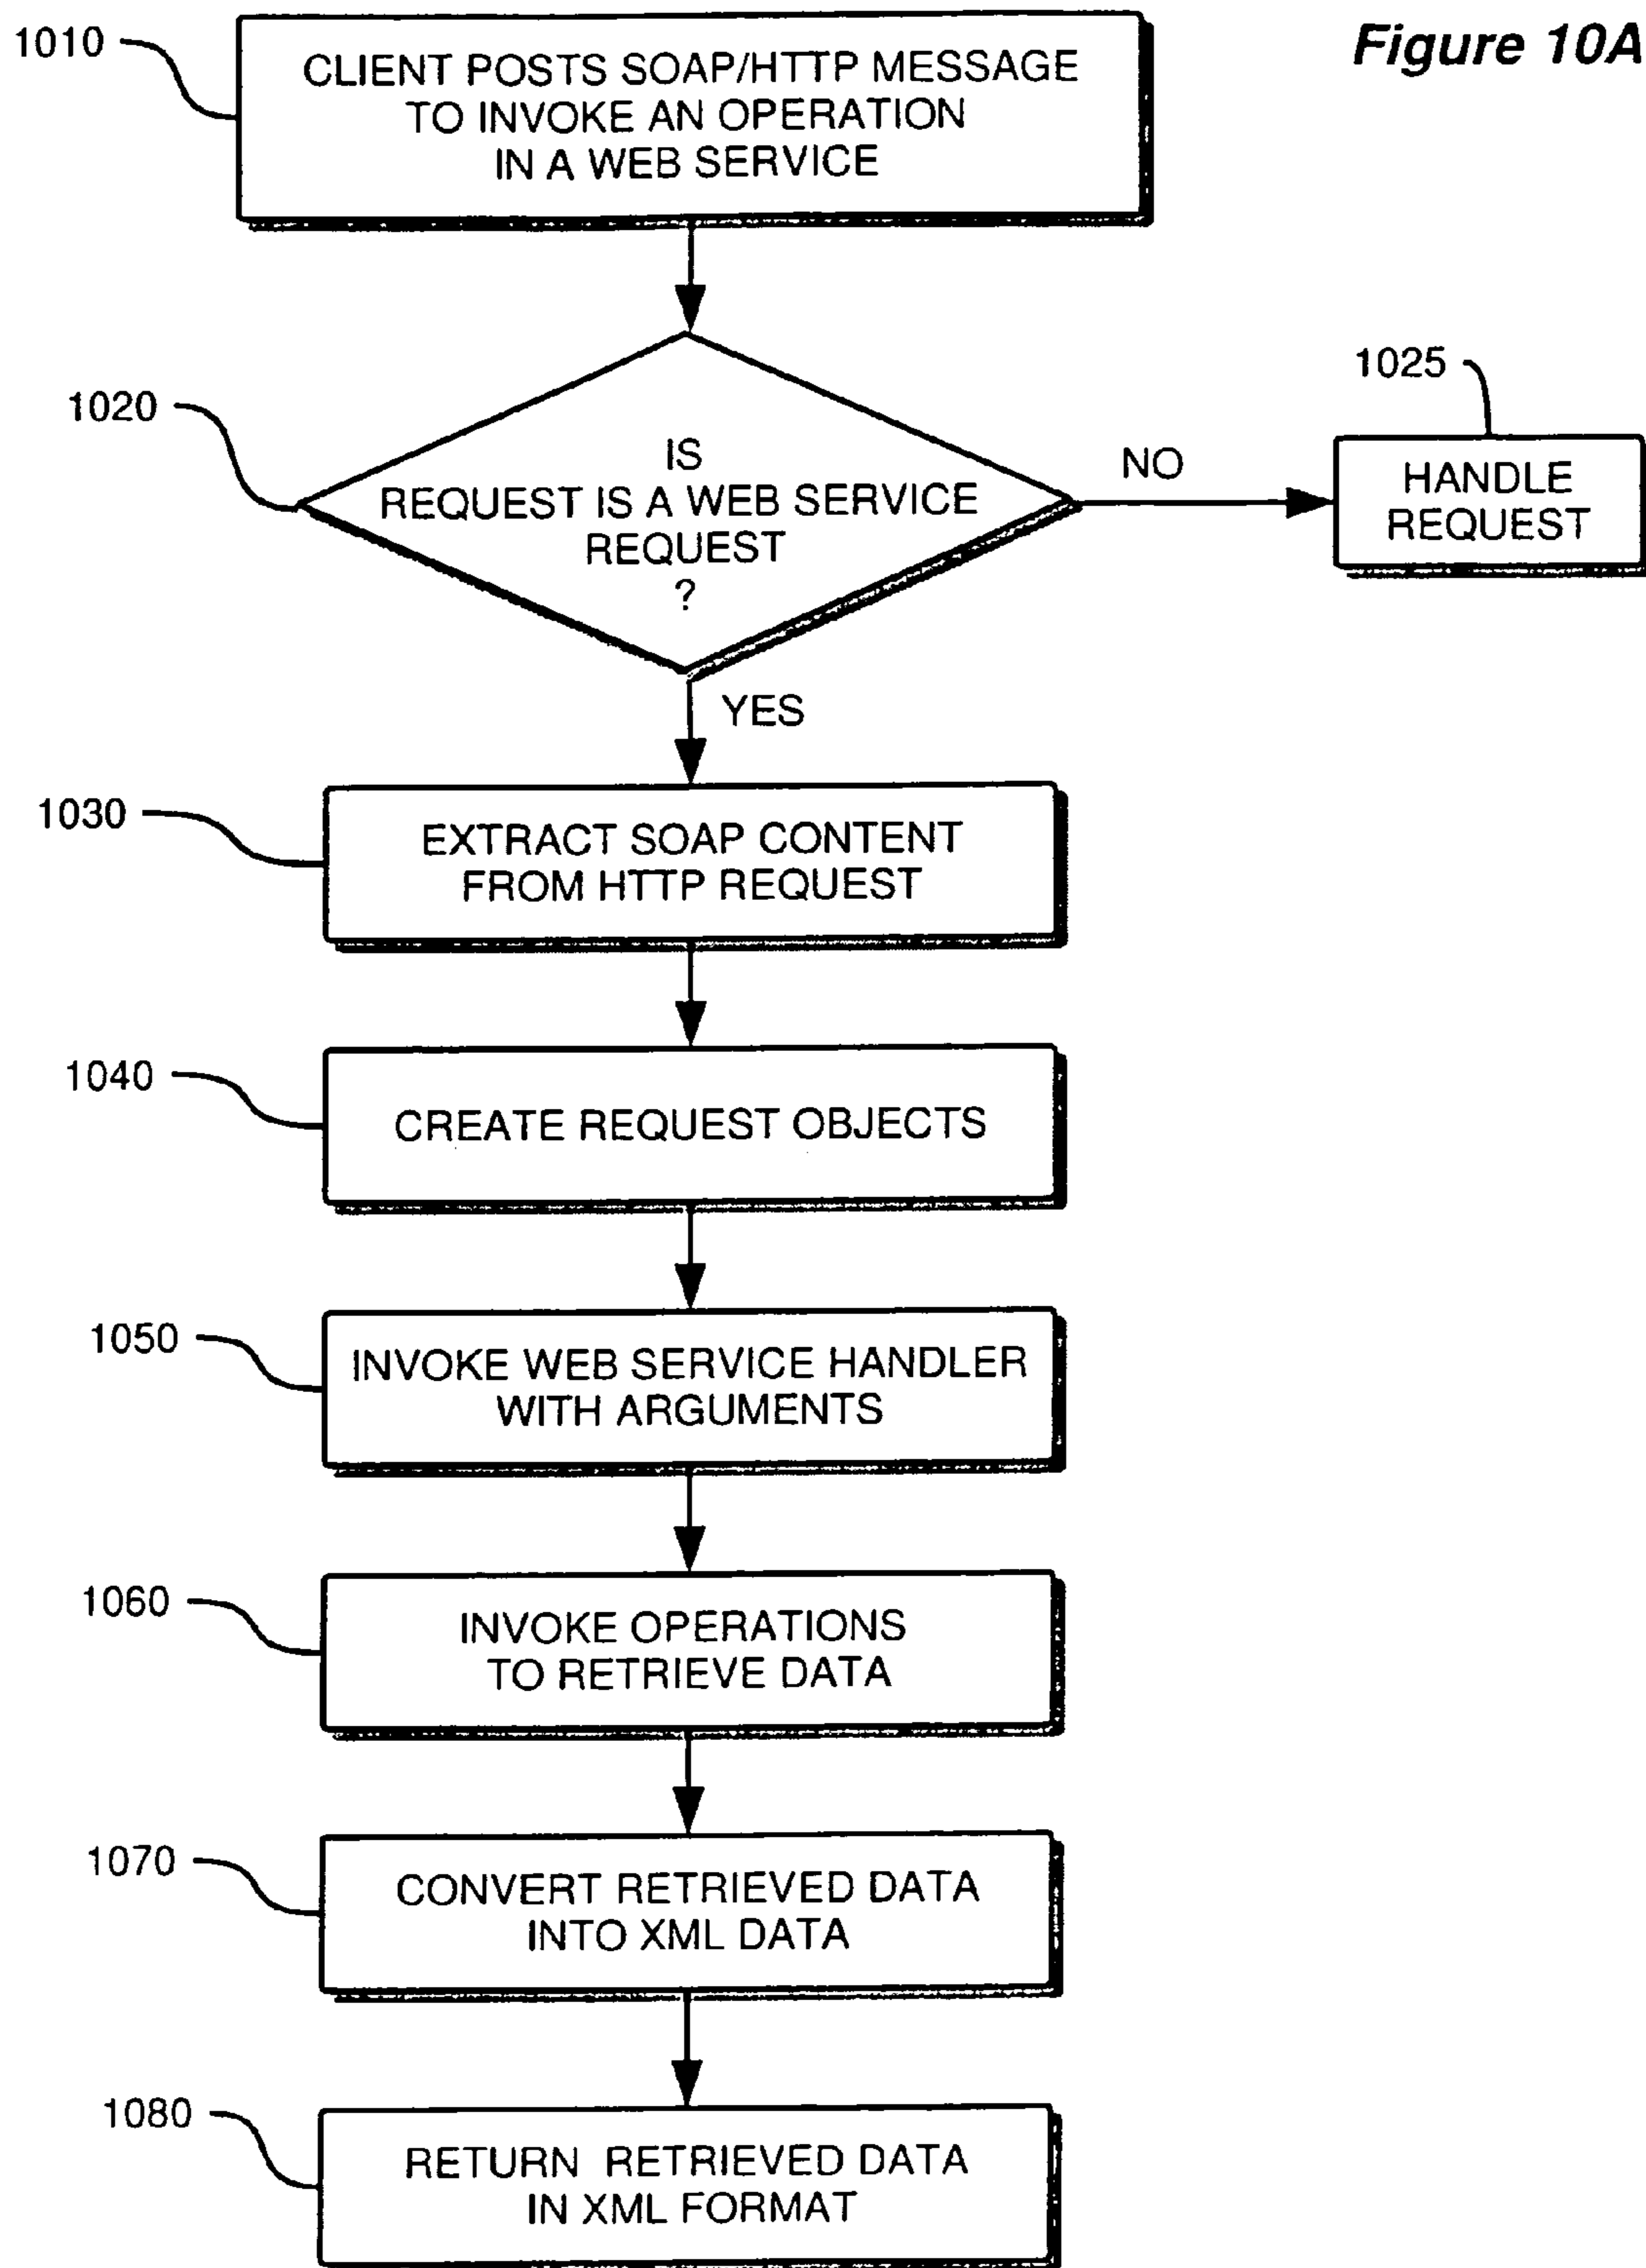 Figure 10A
1010
CLIENT POSTS SOAP/HTTP MESSAGE
TO INVOKE AN OPERATION
IN A WEB SERVICE
1020
IS
REQUEST IS A WEB SERVICE
REQUEST
?
NO
1025
HANDLE
REQUEST
YES
1030
EXTRACT SOAP CONTENT
FROM HTTP REQUEST
1040
CREATE REQUEST OBJECTS
1050
INVOKE WEB SERVICE HANDLER
WITH ARGUMENTS
1060
INVOKE OPERATIONS
TO RETRIEVE DATA
1070
CONVERT RETRIEVED DATA
INTO XML DATA
1080
RETURN RETRIEVED DATA
IN XML FORMAT